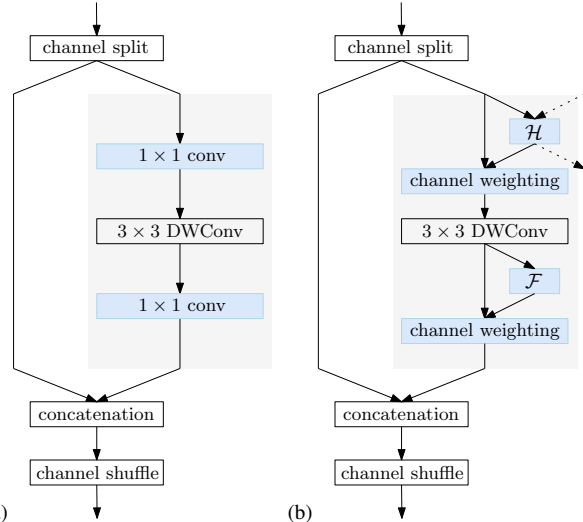 channel split
1 × 1 conv
3 × 3 DWConv
1 × 1 conv
concatenation
channel shuffle
)
channel split
ℋ
channel weighting
3 × 3 DWConv
ℱ
channel weighting
concatenation
channel shuffle
(b)